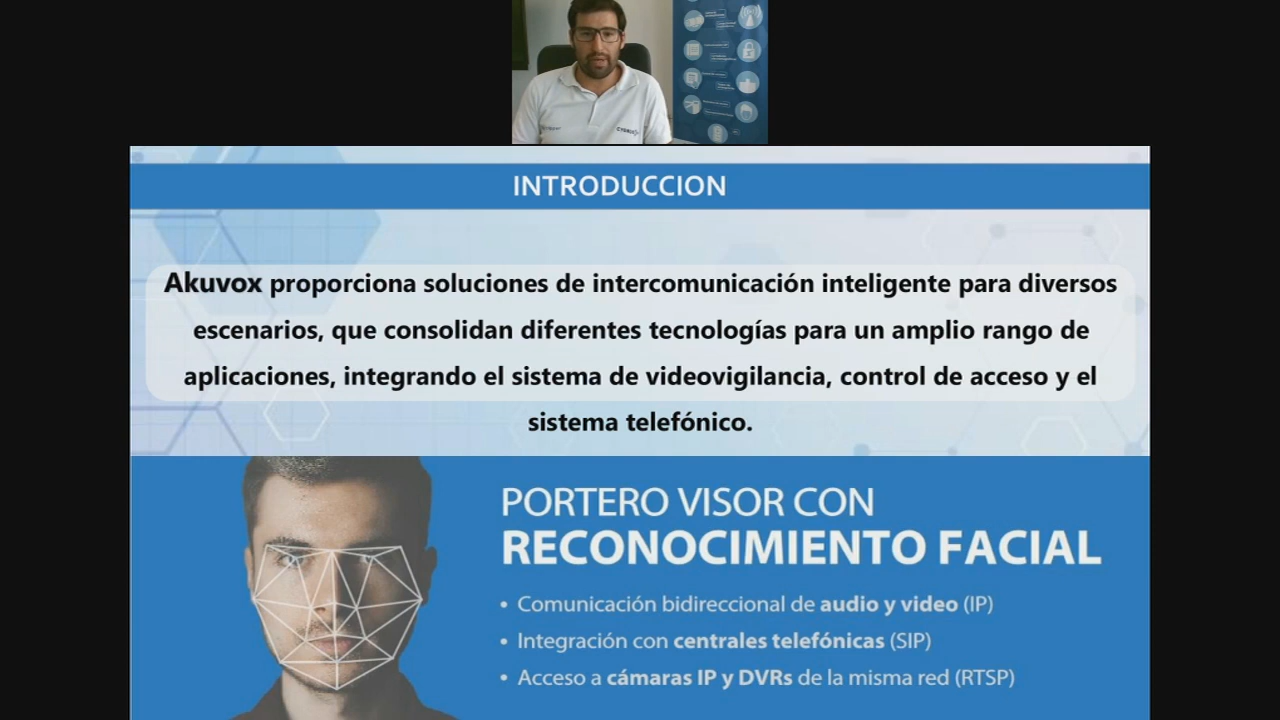 INTRODUCCION
Akuvox proporciona soluciones de intercomunicación inteligente para diversos
escenarios, que consolidan diferentes tecnologías para un amplio rango de
aplicaciones, integrando el sistema de videovigilancia, control de acceso y el
sistema telefónico.
PORTERO VISOR CON
RECONOCIMIENTO FACIAL
• Comunicación bidireccional de audio y video (IP)
• Integración con centrales telefónicas (SIP)
• Acceso a cámaras IP y DVRs de la misma red (RTSP)